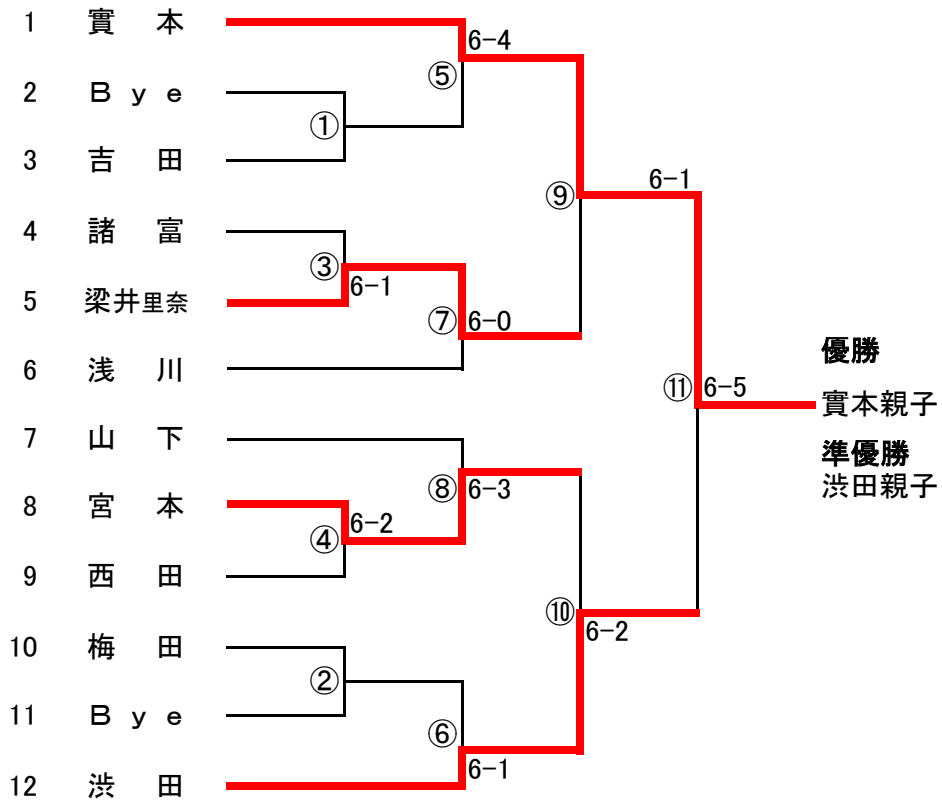 1 實 本
6-4
⑤
2 Bye
①
3 吉 田
6-1
⑨
4 諸 富
③
6-1
5 梁井里奈
⑦ 6-0
優勝
6 浅 川
⑪ 6-5
實本親子
7 山 下
準優勝
渋田親子
⑧ 6-3
8 宮 本
6-2
④
9 西 田
⑩
6-2
10 梅 田
②
11 Bye
⑥
6-1
12 渋 田